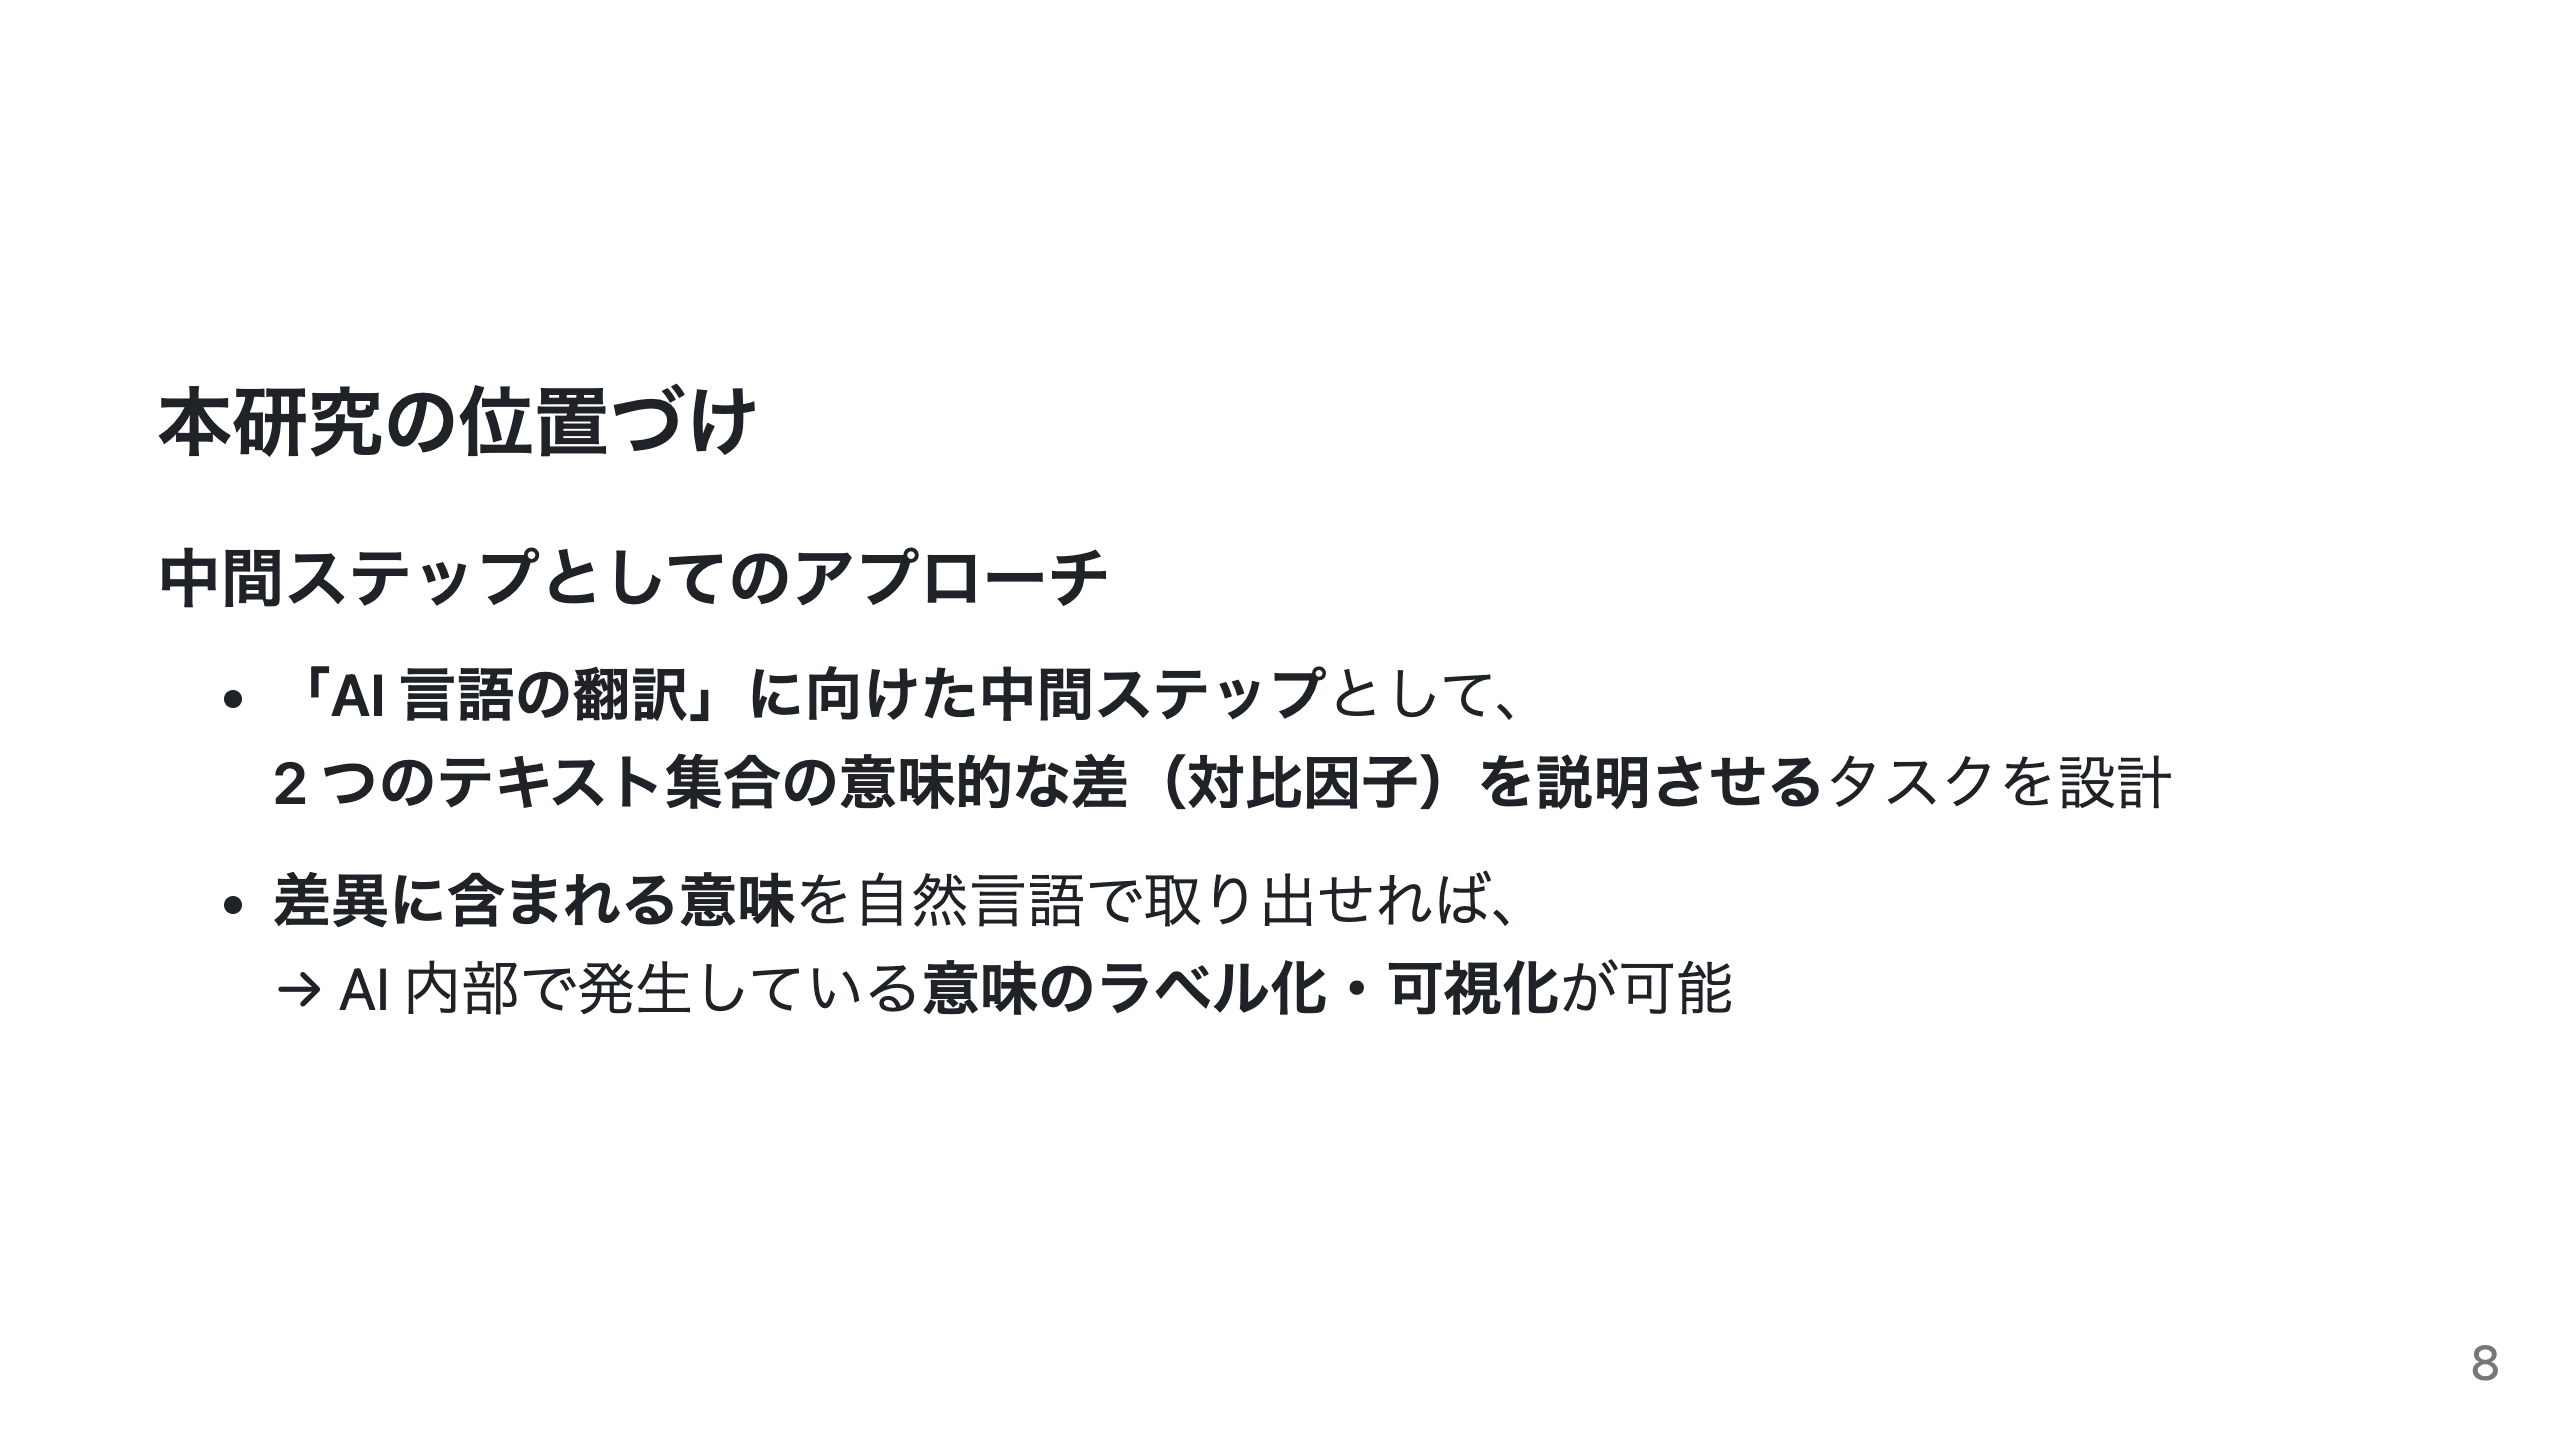 本研究の位置づけ
中間ステップとしてのアプローチ
• 「AI 言語の翻訳」に向けた中間ステップとして、
2 つのテキスト集合の意味的な差（対比因子）を説明させるタスクを設計
• 差異に含まれる意味を自然言語で取り出せれば、
→ AI 内部で発生している意味のラベル化・可視化が可能
8